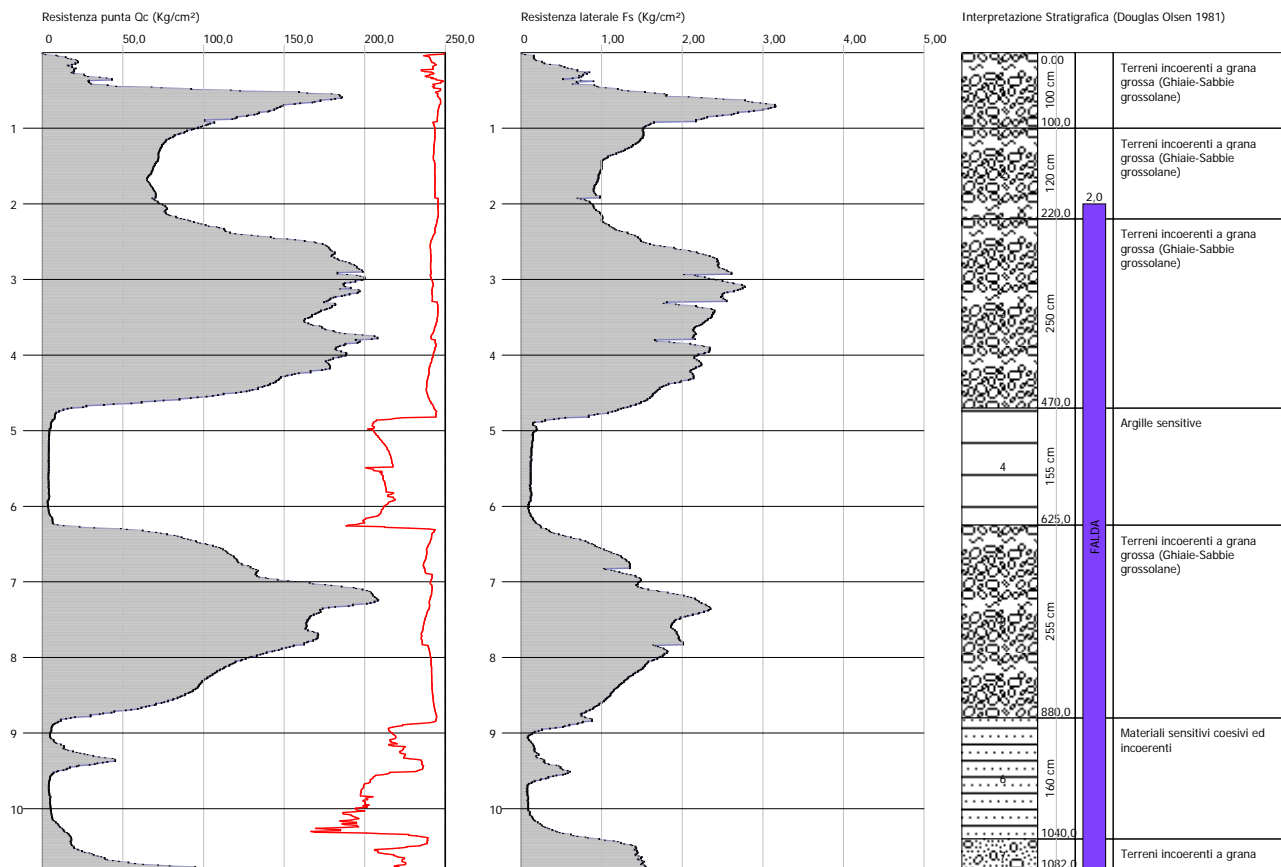 Resistenza punta Qc (Kg/cm²)
0 50,0 100,0 150,0 200,0 250,0
1
2
3
4
5
6
7
8
9
10
Resistenza laterale Fs (Kg/cm²)
0 1,00 2,00 3,00 4,00 5,00
1
2
3
4
5
6
7
8
9
10
Interpretazione Stratigrafica (Douglas Olsen 1981)
0.00
100 cm
100,0
Terreni incoerenti a grana
grossa (Ghiaie-Sabbie
grossolane)
120 cm
220,0
Terreni incoerenti a grana
grossa (Ghiaie-Sabbie
grossolane)
2,0
FALDA
250 cm
470,0
Terreni incoerenti a grana
grossa (Ghiaie-Sabbie
grossolane)
4
155 cm
625,0
Argille sensitive
255 cm
880,0
Terreni incoerenti a grana
grossa (Ghiaie-Sabbie
grossolane)
6
160 cm
1040,0
Materiali sensitivi coesivi ed
incoerenti
1082,0
Terreni incoerenti a grana